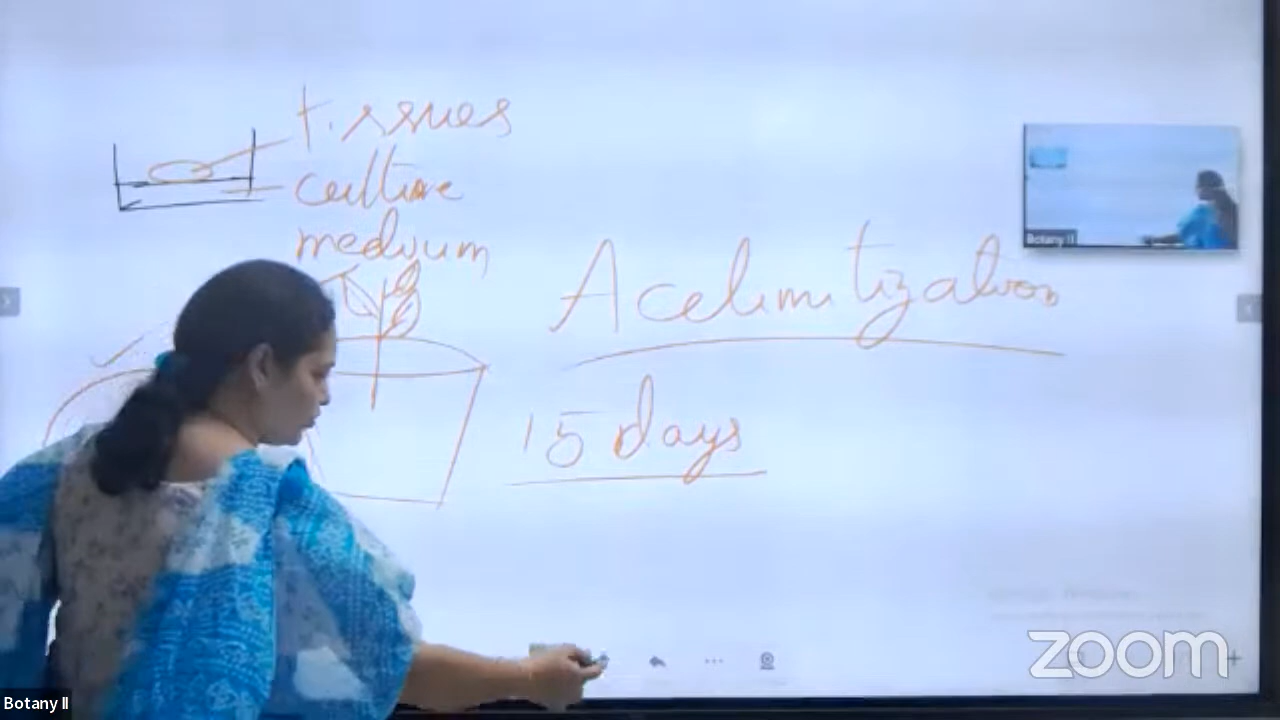 tissues
culture
medium
Acclimitization
15 days
Botany II
zoom
Botany II